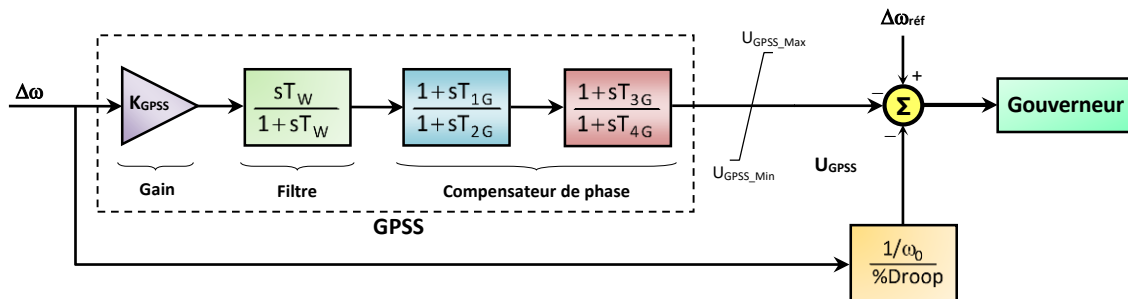 Δω
K_GPSS
sT_W
1+sT_W
1+sT_1G
1+sT_2G
1+sT_3G
1+sT_4G
Gain
Filtre
Compensateur de phase
GPSS
U_GPSS_Max
U_GPSS_Min
U_GPSS
Δω_réf
+
−
Σ
−
Gouverneur
1/ω_0
%Droop